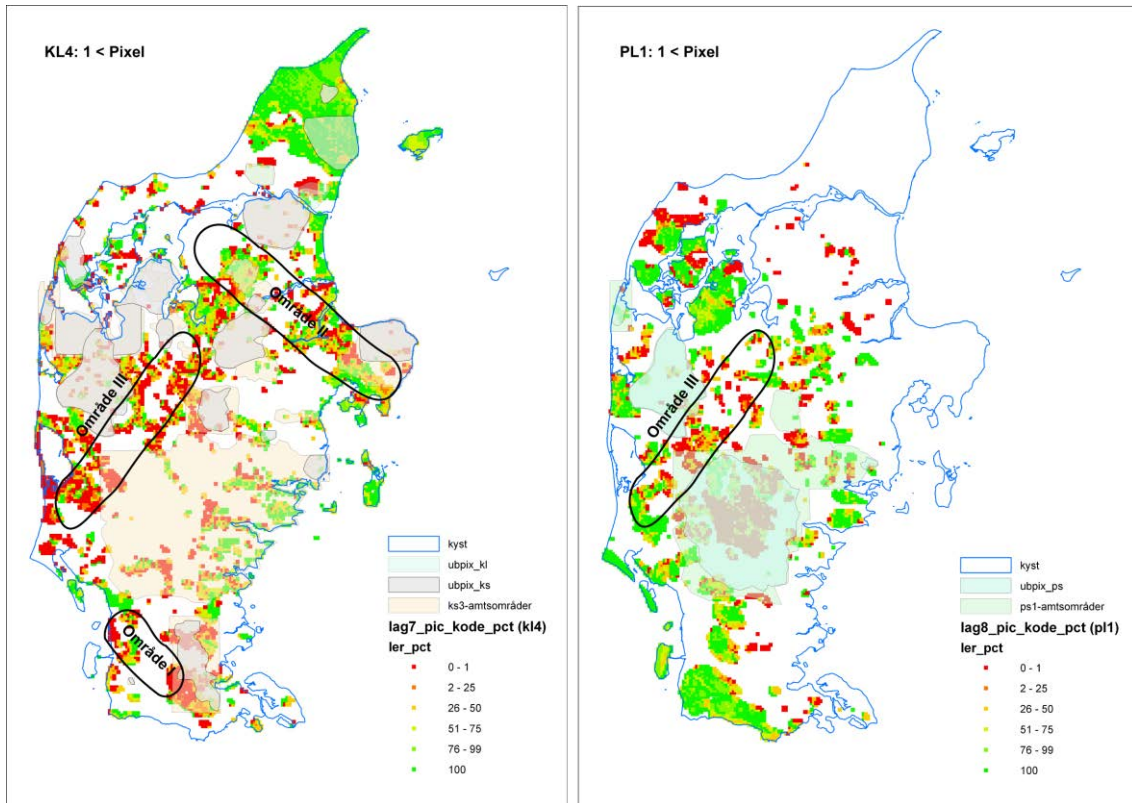 KL4: 1 < Pixel
Område II
Område III
Område I
kyst
ubpix_kl
ubpix_ks
ks3-amtsområder
lag7_pic_kode_pct (kl4)
ler_pct
0 - 1
2 - 25
26 - 50
51 - 75
76 - 99
100
PL1: 1 < Pixel
Område III
kyst
ubpix_ps
ps1-amtsområder
lag8_pic_kode_pct (pl1)
ler_pct
0 - 1
2 - 25
26 - 50
51 - 75
76 - 99
100